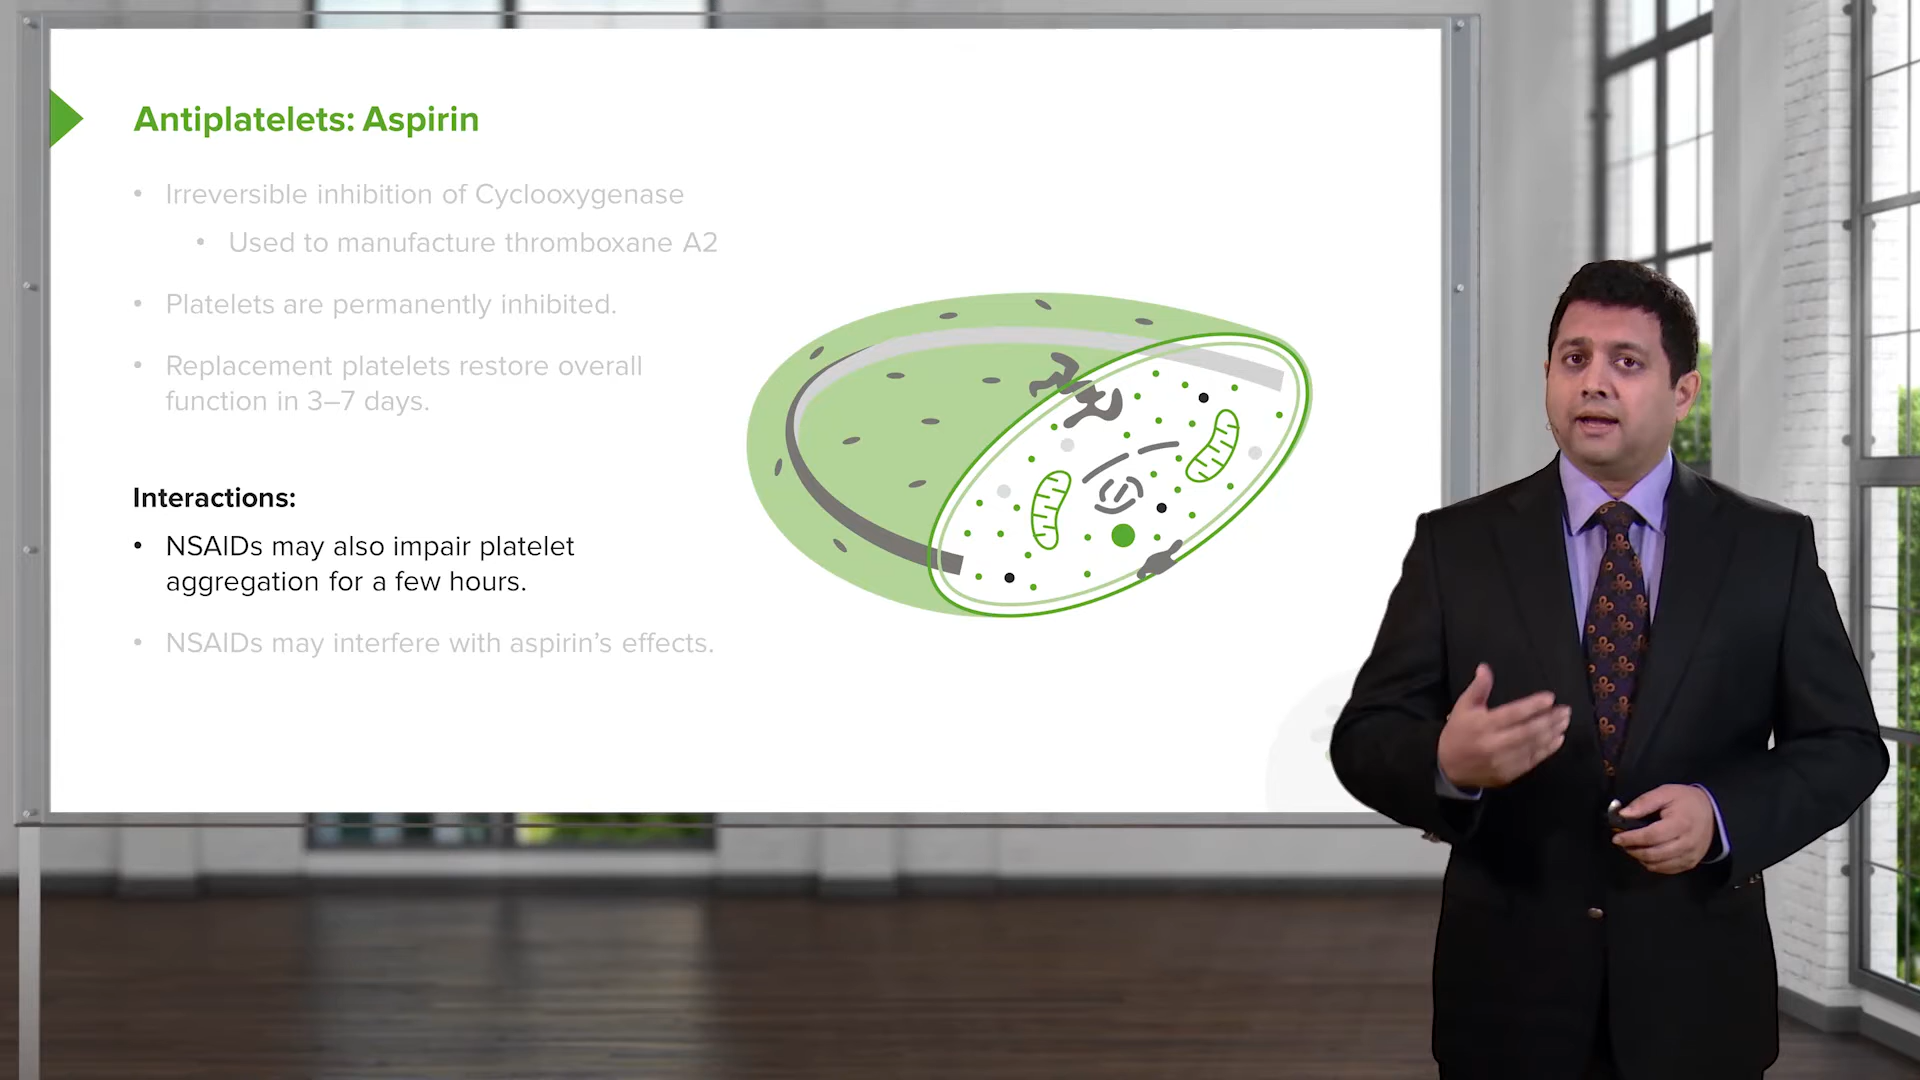 Antiplatelets: Aspirin
• Irreversible inhibition of Cyclooxygenase
• Used to manufacture thromboxane A2
• Platelets are permanently inhibited.
• Replacement platelets restore overall
function in 3–7 days.
Interactions:
• NSAIDs may also impair platelet
aggregation for a few hours.
• NSAIDs may interfere with aspirin’s effects.